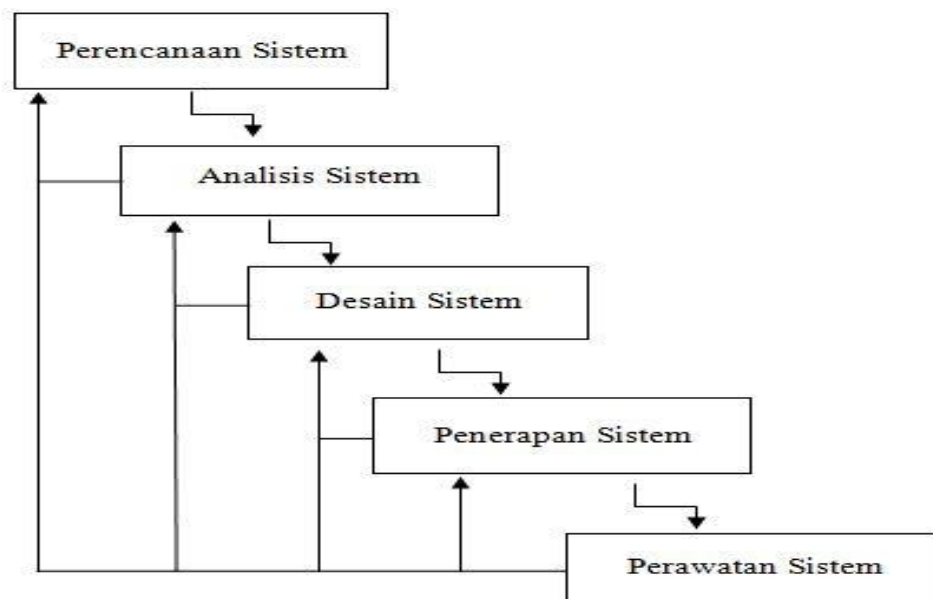 Perencanaan Sistem
Analisis Sistem
Desain Sistem
Penerapan Sistem
Perawatan Sistem